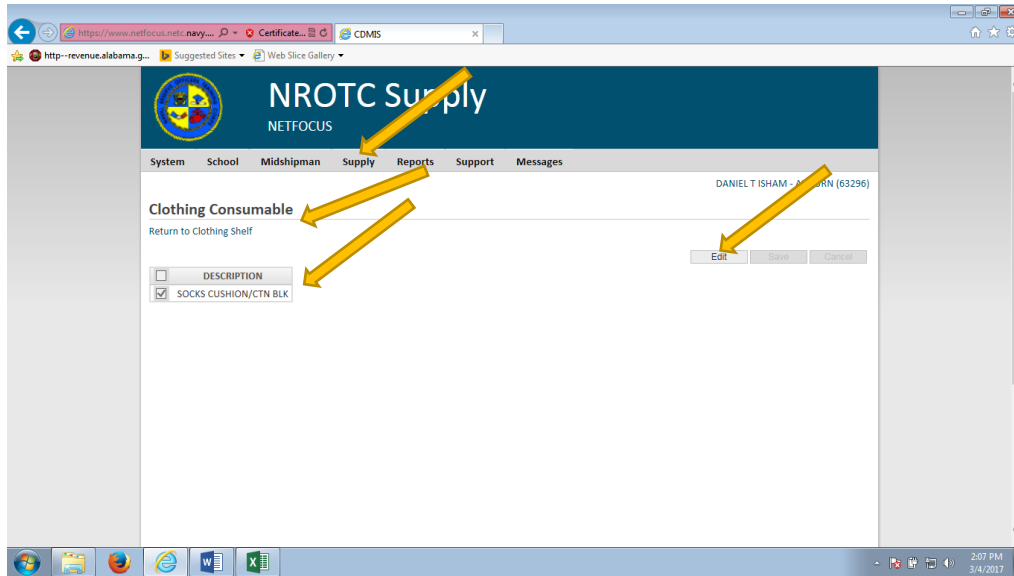 https://www.netfocus.netc.navy.... Certificate... CDMIS
http--revenue.alabama.g... Suggested Sites Web Slice Gallery
NROTC Supply
NETFOCUS
System School Midshipman Supply Reports Support Messages
DANIEL T ISHAM - (63296)
Clothing Consumable
Return to Clothing Shelf
Edit Save Cancel
DESCRIPTION
SOCKS CUSHION/CTN BLK
2:07 PM
3/4/2017